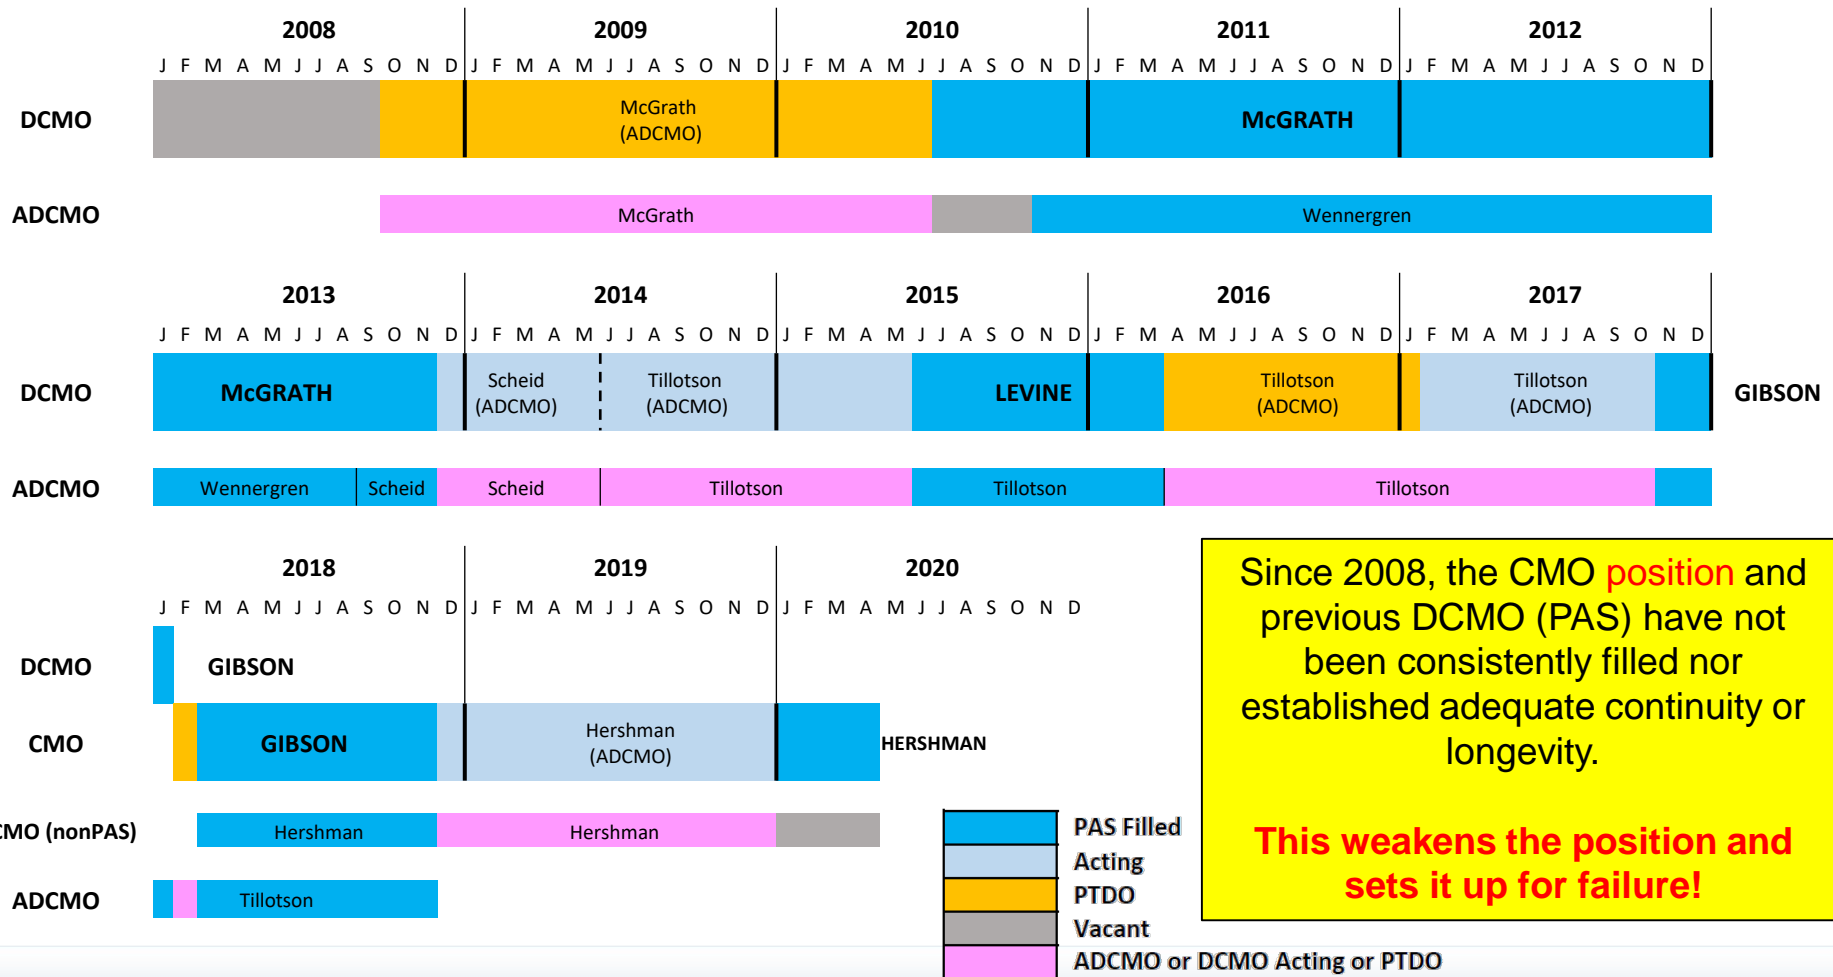 2008 2009 2010 2011 2012
J F M A M J J A S O N D J F M A M J J A S O N D J F M A M J J A S O N D J F M A M J J A S O N D J F M A M J J A S O N D
DCMO McGrath McGRATH
(ADCMO)
ADCMO McGrath Wennergren
2013 2014 2015 2016 2017
J F M A M J J A S O N D J F M A M J J A S O N D J F M A M J J A S O N D J F M A M J J A S O N D J F M A M J J A S O N D
DCMO McGRATH Scheid Tillotson LEVINE Tillotson Tillotson GIBSON
(ADCMO) (ADCMO) (ADCMO) (ADCMO)
ADCMO Wennergren Scheid Scheid Tillotson Tillotson Tillotson
2018 2019 2020
J F M A M J J A S O N D J F M A M J J A S O N D J F M A M J J A S O N D
DCMO GIBSON
CMO GIBSON Hershman HERSHMAN
(ADCMO)
CMO (nonPAS) Hershman Hershman
ADCMO Tillotson
PAS Filled
Acting
PTDO
Vacant
ADCMO or DCMO Acting or PTDO
Since 2008, the CMO position and
previous DCMO (PAS) have not
been consistently filled nor
established adequate continuity or
longevity.
This weakens the position and
sets it up for failure!